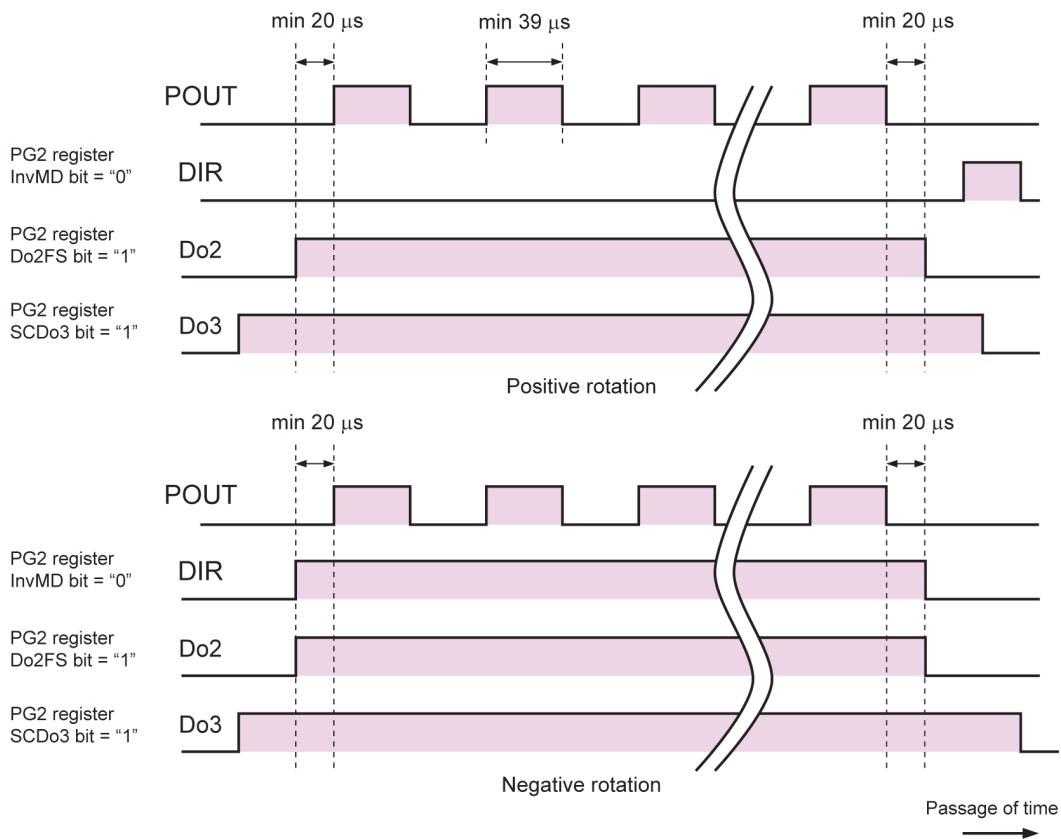 min 20 μs
min 39 μs
min 20 μs
POUT
PG2 register
InvMD bit = “0”
DIR
PG2 register
Do2FS bit = “1”
Do2
PG2 register
SCDo3 bit = “1”
Do3
Positive rotation
min 20 μs
min 20 μs
POUT
PG2 register
InvMD bit = “0”
DIR
PG2 register
Do2FS bit = “1”
Do2
PG2 register
SCDo3 bit = “1”
Do3
Negative rotation
Passage of time